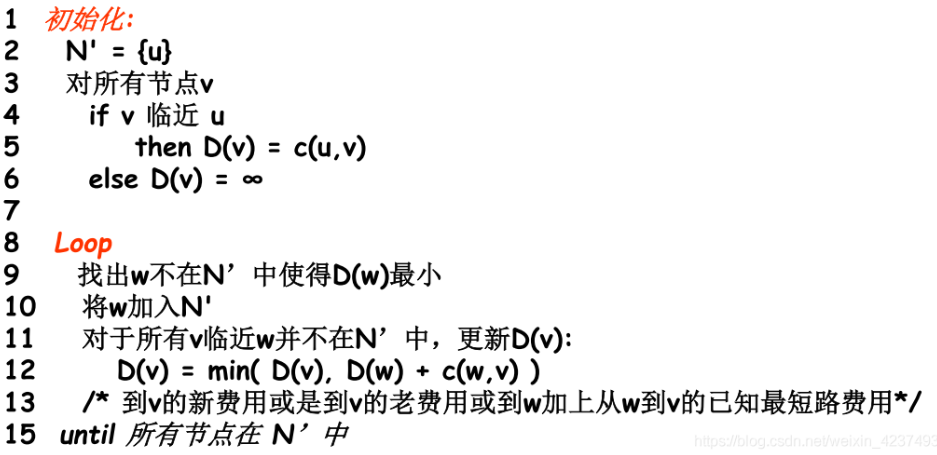 1 初始化:
2 N' = {u}
3 对所有节点v
4 if v 临近 u
5 then D(v) = c(u,v)
6 else D(v) = ∞
7
8 Loop
9 找出w不在N’ 中使得D(w)最小
10 将w加入N'
11 对于所有v临近w并不在N’ 中，更新D(v):
12 D(v) = min( D(v), D(w) + c(w,v) )
13 /* 到v的新费用或是到v的老费用或到w加上从w到v的已知最短路费用*/
15 until 所有节点在 N’ 中
https://blog.csdn.net/weixin_4237493